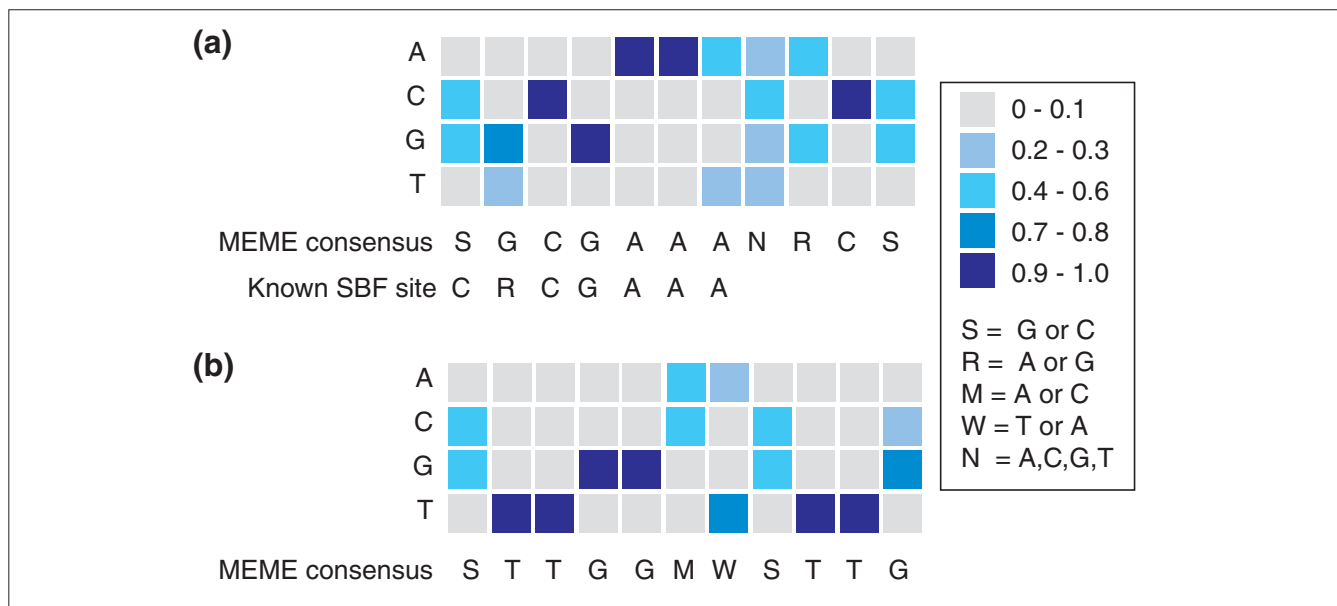 (a)
A
C
G
T
MEME consensus S G C G A A A N R C S
Known SBF site C R C G A A A
(b)
A
C
G
T
MEME consensus S T T G G M W S T T G
0 - 0.1
0.2 - 0.3
0.4 - 0.6
0.7 - 0.8
0.9 - 1.0
S = G or C
R = A or G
M = A or C
W = T or A
N = A,C,G,T